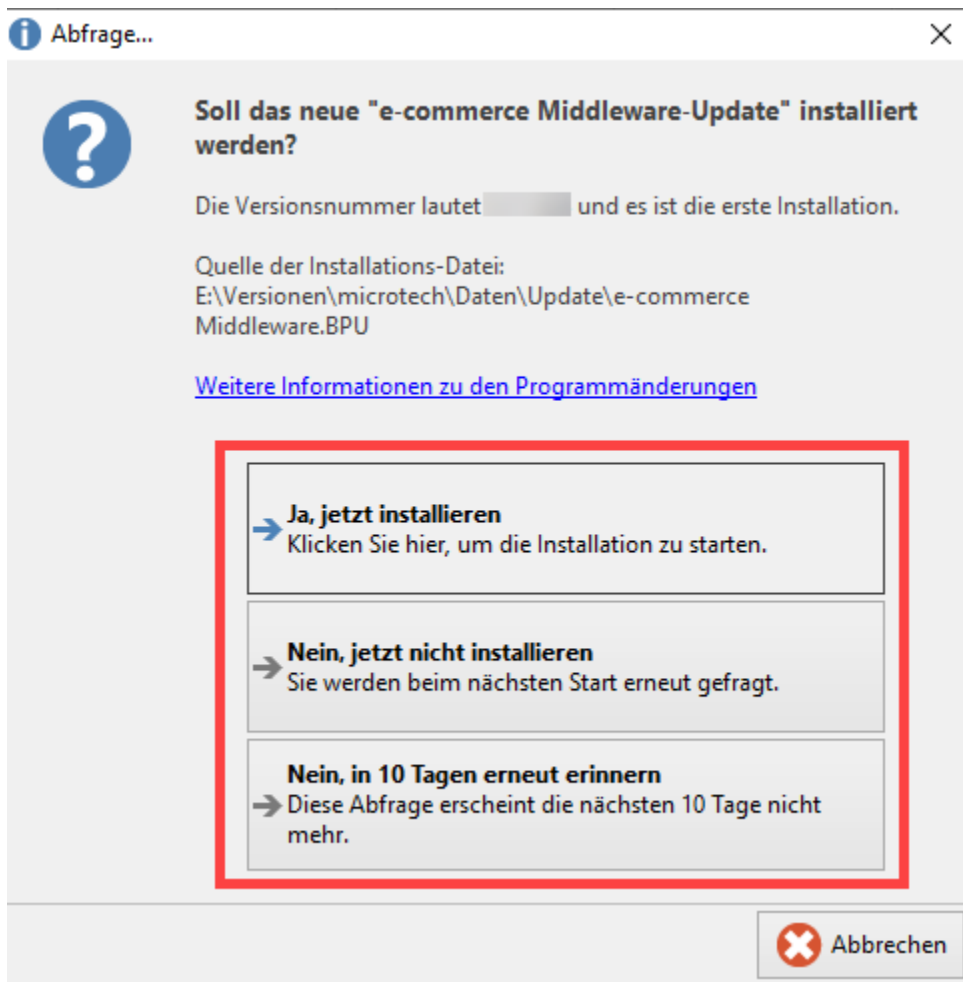 Abfrage...
Soll das neue "e-commerce Middleware-Update" installiert
werden?
Die Versionsnummer lautet und es ist die erste Installation.
Quelle der Installations-Datei:
E:\Versionen\microtech\Daten\Update\e-commerce
Middleware.BPU
Weitere Informationen zu den Programmänderungen
Ja, jetzt installieren
Klicken Sie hier, um die Installation zu starten.
Nein, jetzt nicht installieren
Sie werden beim nächsten Start erneut gefragt.
Nein, in 10 Tagen erneut erinnern
Diese Abfrage erscheint die nächsten 10 Tage nicht
mehr.
Abbrechen